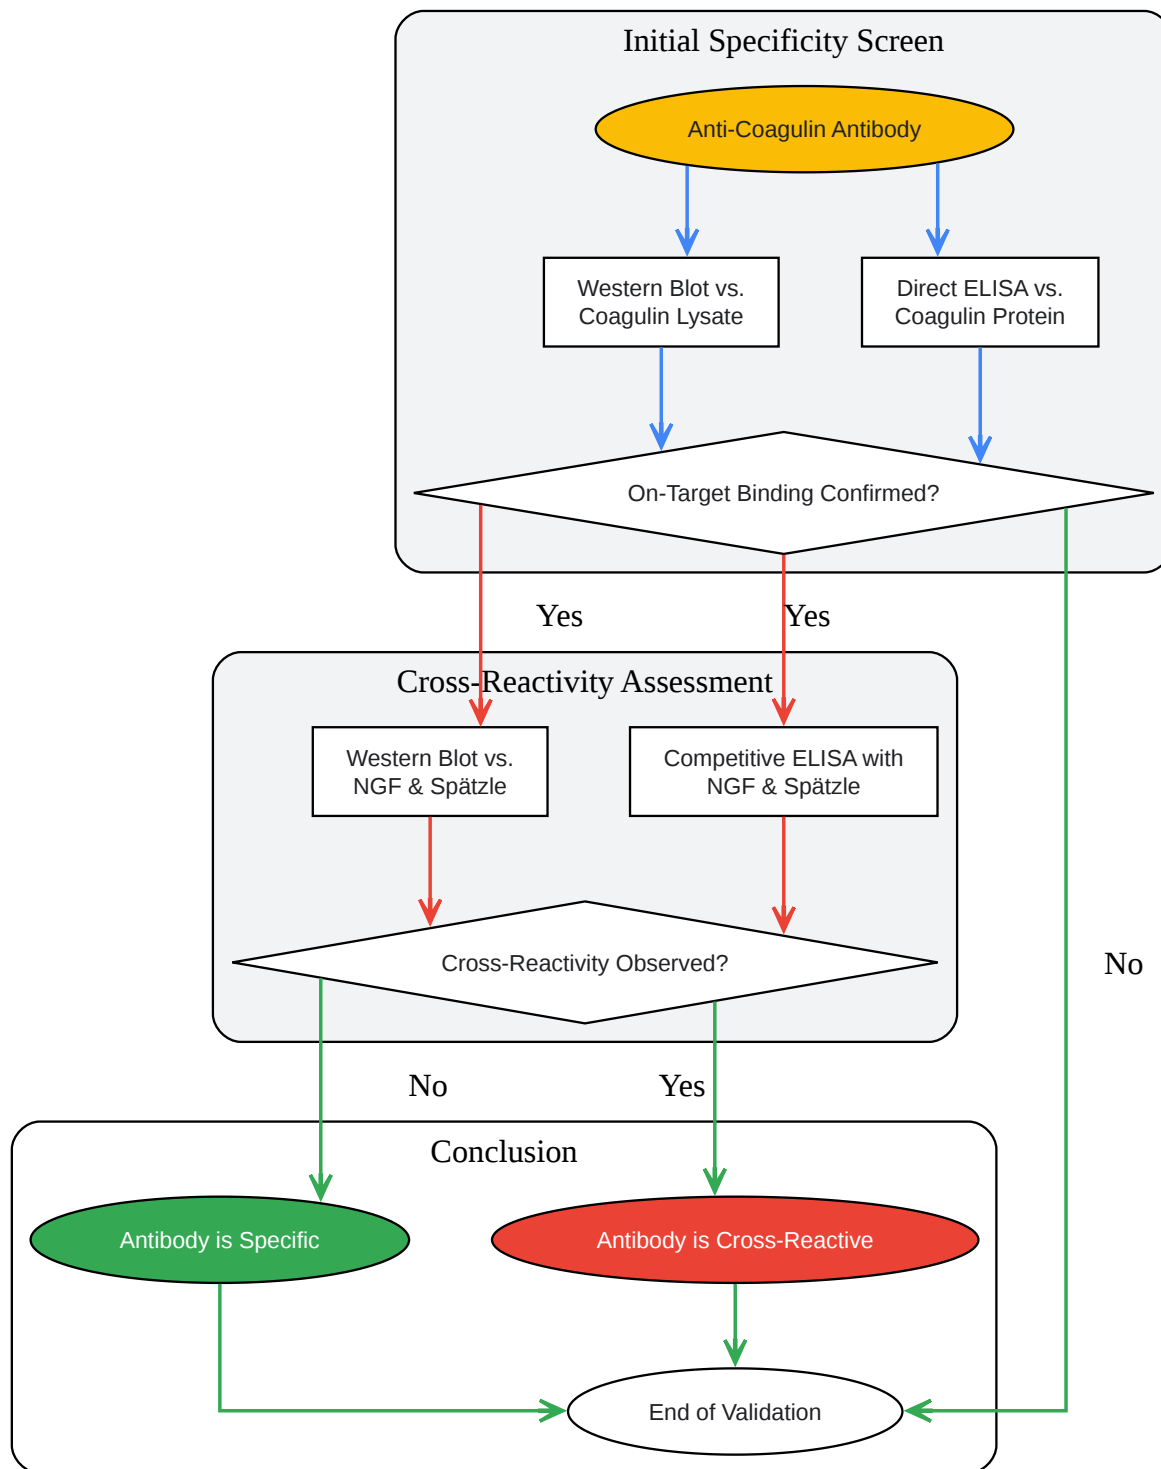 Initial Specificity Screen
Anti-Coagulin Antibody
Western Blot vs.
Coagulin Lysate
Direct ELISA vs.
Coagulin Protein
On-Target Binding Confirmed?
Yes
Yes
Cross-Reactivity Assessment
Western Blot vs.
NGF & Spätzle
Competitive ELISA with
NGF & Spätzle
Cross-Reactivity Observed?
No
No
Yes
Conclusion
Antibody is Specific
Antibody is Cross-Reactive
End of Validation